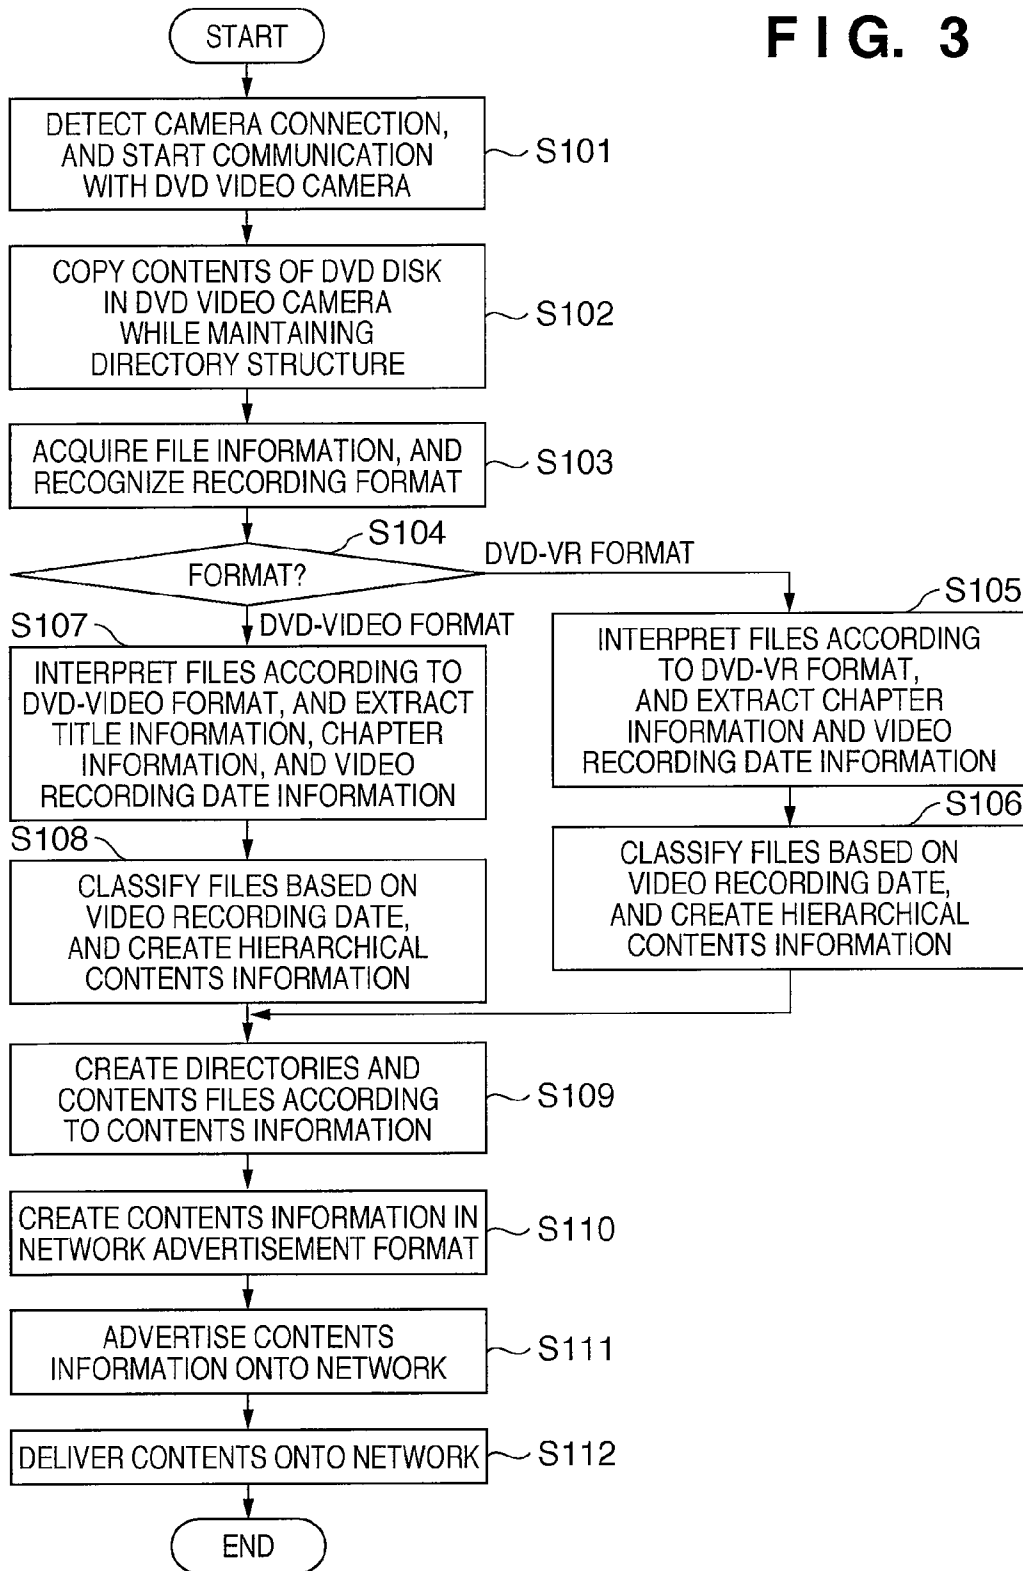 FIG. 3
START
DETECT CAMERA CONNECTION,
AND START COMMUNICATION
WITH DVD VIDEO CAMERA
S101
COPY CONTENTS OF DVD DISK
IN DVD VIDEO CAMERA
WHILE MAINTAINING
DIRECTORY STRUCTURE
S102
ACQUIRE FILE INFORMATION, AND
RECOGNIZE RECORDING FORMAT
S103
S104
FORMAT?
DVD-VR FORMAT
DVD-VIDEO FORMAT
S105
INTERPRET FILES ACCORDING
TO DVD-VR FORMAT,
AND EXTRACT CHAPTER
INFORMATION AND VIDEO
RECORDING DATE INFORMATION
S106
CLASSIFY FILES BASED ON
VIDEO RECORDING DATE,
AND CREATE HIERARCHICAL
CONTENTS INFORMATION
S107
INTERPRET FILES ACCORDING TO
DVD-VIDEO FORMAT, AND EXTRACT
TITLE INFORMATION, CHAPTER
INFORMATION, AND VIDEO
RECORDING DATE INFORMATION
S108
CLASSIFY FILES BASED ON
VIDEO RECORDING DATE,
AND CREATE HIERARCHICAL
CONTENTS INFORMATION
CREATE DIRECTORIES AND
CONTENTS FILES ACCORDING
TO CONTENTS INFORMATION
S109
CREATE CONTENTS INFORMATION IN
NETWORK ADVERTISEMENT FORMAT
S110
ADVERTISE CONTENTS
INFORMATION ONTO NETWORK
S111
DELIVER CONTENTS ONTO NETWORK
S112
END